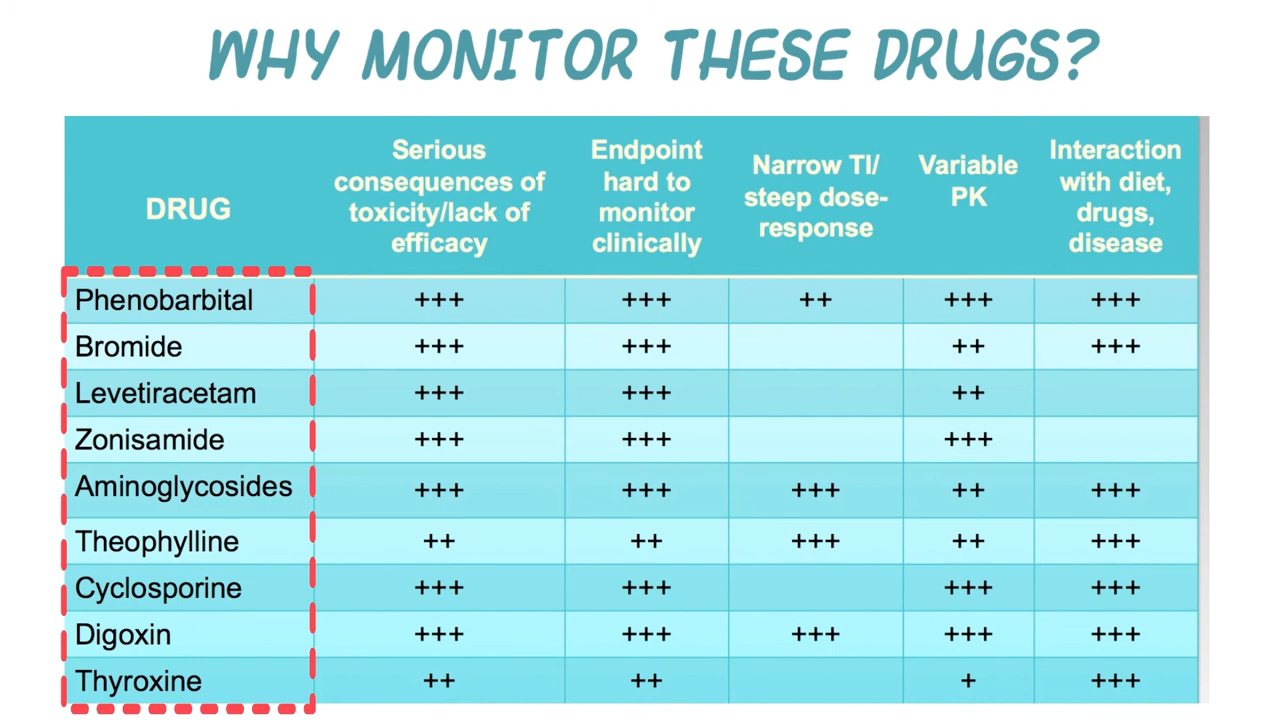 WHY MONITOR THESE DRUGS?
DRUG
Serious
consequences of
toxicity/lack of
efficacy
Endpoint
hard to
monitor
clinically
Narrow TI/
steep dose-
response
Variable
PK
Interaction
with diet,
drugs,
disease
Phenobarbital +++ +++ ++ +++ +++
Bromide +++ +++ ++ +++
Levetiracetam +++ +++ ++
Zonisamide +++ +++ +++
Aminoglycosides +++ +++ +++ ++ +++
Theophylline ++ ++ +++ ++ +++
Cyclosporine +++ +++ +++ +++
Digoxin +++ +++ +++ +++ +++
Thyroxine ++ ++ + +++